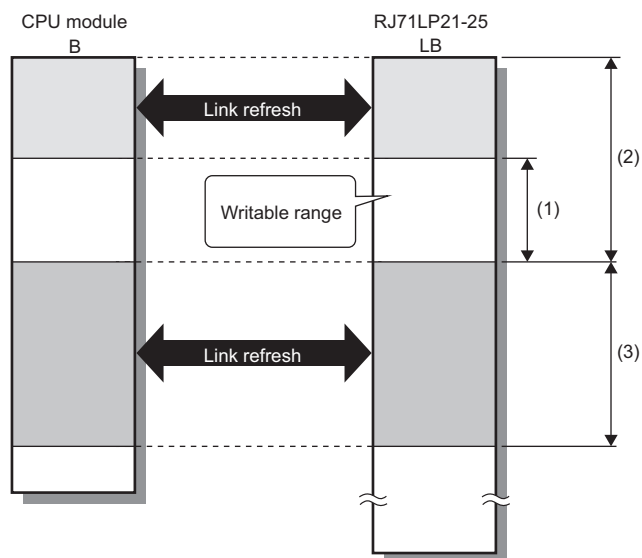 CPU module
B
RJ71LP21-25
LB
Link refresh
(2)
(1)
Writable range
(3)
Link refresh